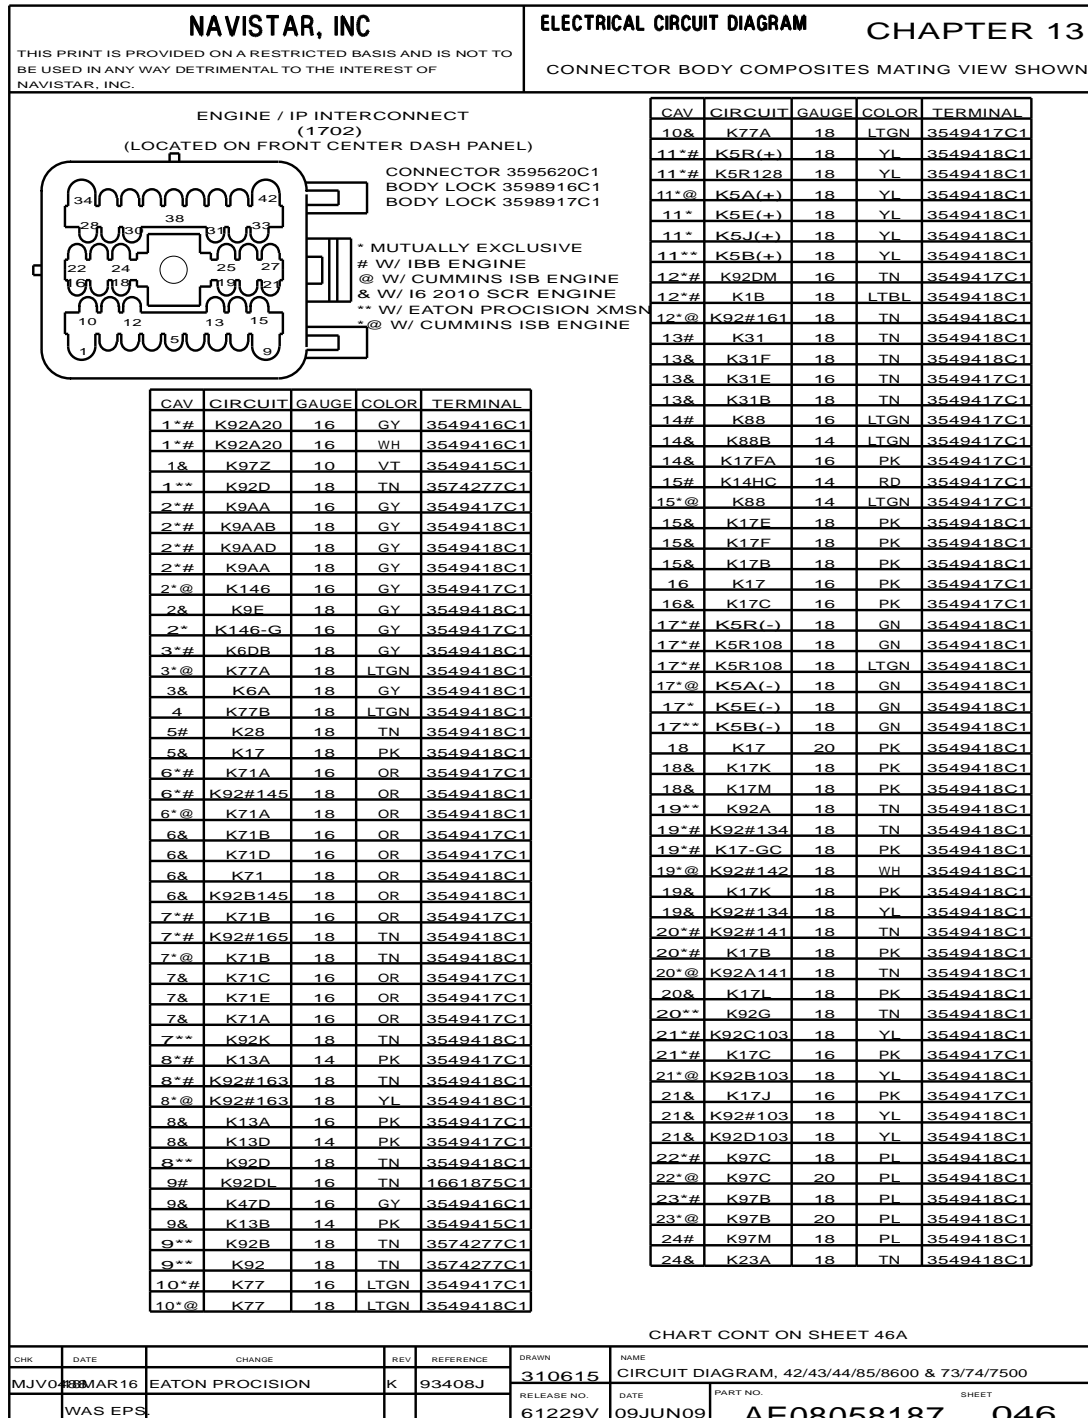 NAVISTAR, INC
THIS PRINT IS PROVIDED ON A RESTRICTED BASIS AND IS NOT TO
BE USED IN ANY WAY DETRIMENTAL TO THE INTEREST OF
NAVISTAR, INC.
ELECTRICAL CIRCUIT DIAGRAM CHAPTER 13
CONNECTOR BODY COMPOSITES MATING VIEW SHOWN
ENGINE / IP INTERCONNECT
(1702)
(LOCATED ON FRONT CENTER DASH PANEL)
CONNECTOR 3595620C1
BODY LOCK 3598916C1
BODY LOCK 3598917C1
34 42
38
28 30 31 33
22 24 25 27
16 18 19 21
10 12 13 15
5
1 9
* MUTUALLY EXCLUSIVE
# W/ IBB ENGINE
@ W/ CUMMINS ISB ENGINE
& W/ I6 2010 SCR ENGINE
** W/ EATON PROCISION XMSN
*@ W/ CUMMINS ISB ENGINE
CAV CIRCUIT GAUGE COLOR TERMINAL
1*# K92A20 16 GY 3549416C1
1*# K92A20 16 WH 3549416C1
1& K97Z 10 VT 3549415C1
1** K92D 18 TN 3574277C1
2*# K9AA 16 GY 3549417C1
2*# K9AAB 18 GY 3549418C1
2*# K9AAD 18 GY 3549418C1
2*# K9AA 18 GY 3549418C1
2*@ K146 16 GY 3549417C1
2& K9E 18 GY 3549418C1
2* K146-G 16 GY 3549417C1
3*# K6DB 18 GY 3549418C1
3*@ K77A 18 LTGN 3549418C1
3& K6A 18 GY 3549418C1
4 K77B 18 LTGN 3549418C1
5# K28 18 TN 3549418C1
5& K17 18 PK 3549418C1
6*# K71A 16 OR 3549417C1
6*# K92#145 18 OR 3549418C1
6*@ K71A 18 OR 3549418C1
6& K71B 16 OR 3549417C1
6& K71D 16 OR 3549417C1
6& K71 18 OR 3549418C1
6& K92B145 18 OR 3549418C1
7*# K71B 16 OR 3549417C1
7*# K92#165 18 TN 3549418C1
7*@ K71B 18 TN 3549418C1
7& K71C 16 OR 3549417C1
7& K71E 16 OR 3549417C1
7& K71A 16 OR 3549417C1
7** K92K 18 TN 3549418C1
8*# K13A 14 PK 3549417C1
8*# K92#163 18 TN 3549418C1
8*@ K92#163 18 YL 3549418C1
8& K13A 16 PK 3549417C1
8& K13D 14 PK 3549417C1
8** K92D 18 TN 3549418C1
9# K92DL 16 TN 1661875C1
9& K47D 16 GY 3549416C1
9& K13B 14 PK 3549415C1
9** K92B 18 TN 3574277C1
9** K92 18 TN 3574277C1
10*# K77 16 LTGN 3549417C1
10*@ K77 18 LTGN 3549418C1
CAV CIRCUIT GAUGE COLOR TERMINAL
10& K77A 18 LTGN 3549417C1
11*# K5R(+) 18 YL 3549418C1
11*# K5R128 18 YL 3549418C1
11*@ K5A(+) 18 YL 3549418C1
11* K5E(+) 18 YL 3549418C1
11* K5J(+) 18 YL 3549418C1
11** K5B(+) 18 YL 3549418C1
12*# K92DM 16 TN 3549417C1
12*# K1B 18 LTBL 3549418C1
12*@ K92#161 18 TN 3549418C1
13# K31 18 TN 3549418C1
13& K31F 18 TN 3549418C1
13& K31E 16 TN 3549417C1
13& K31B 18 TN 3549417C1
14# K88 16 LTGN 3549417C1
14& K88B 14 LTGN 3549417C1
14& K17FA 16 PK 3549417C1
15# K14HC 14 RD 3549417C1
15*@ K88 14 LTGN 3549417C1
15& K17E 18 PK 3549418C1
15& K17F 18 PK 3549418C1
15& K17B 18 PK 3549418C1
16 K17 16 PK 3549417C1
16& K17C 16 PK 3549417C1
17*# K5R(-) 18 GN 3549418C1
17*# K5R108 18 GN 3549418C1
17*# K5R108 18 LTGN 3549418C1
17*@ K5A(-) 18 GN 3549418C1
17* K5E(-) 18 GN 3549418C1
17** K5B(-) 18 GN 3549418C1
18 K17 20 PK 3549418C1
18& K17K 18 PK 3549418C1
18& K17M 18 PK 3549418C1
19** K92A 18 TN 3549418C1
19*# K92#134 18 TN 3549418C1
19*# K17-GC 18 PK 3549418C1
19*@ K92#142 18 WH 3549418C1
19& K17K 18 PK 3549418C1
19& K92#134 18 YL 3549418C1
20*# K92#141 18 TN 3549418C1
20*# K17B 18 PK 3549418C1
20*@ K92A141 18 TN 3549418C1
20& K17L 18 PK 3549418C1
20** K92G 18 TN 3549418C1
21*# K92C103 18 YL 3549418C1
21*# K17C 16 PK 3549417C1
21*@ K92B103 18 YL 3549418C1
21& K17J 16 PK 3549417C1
21& K92#103 18 YL 3549418C1
21& K92D103 18 YL 3549418C1
22*# K97C 18 PL 3549418C1
22*@ K97C 20 PL 3549418C1
23*# K97B 18 PL 3549418C1
23*@ K97B 20 PL 3549418C1
24# K97M 18 PL 3549418C1
24& K23A 18 TN 3549418C1
CHART CONT ON SHEET 46A
CHK DATE CHANGE REV REFERENCE
EATON PROCISION K 93408J
WAS EPS.
DRAWN 310615
NAME CIRCUIT DIAGRAM, 42/43/44/85/8600 & 73/74/7500
RELEASE NO. 61229V
DATE 09JUN09
PART NO. AE08058187
SHEET 046